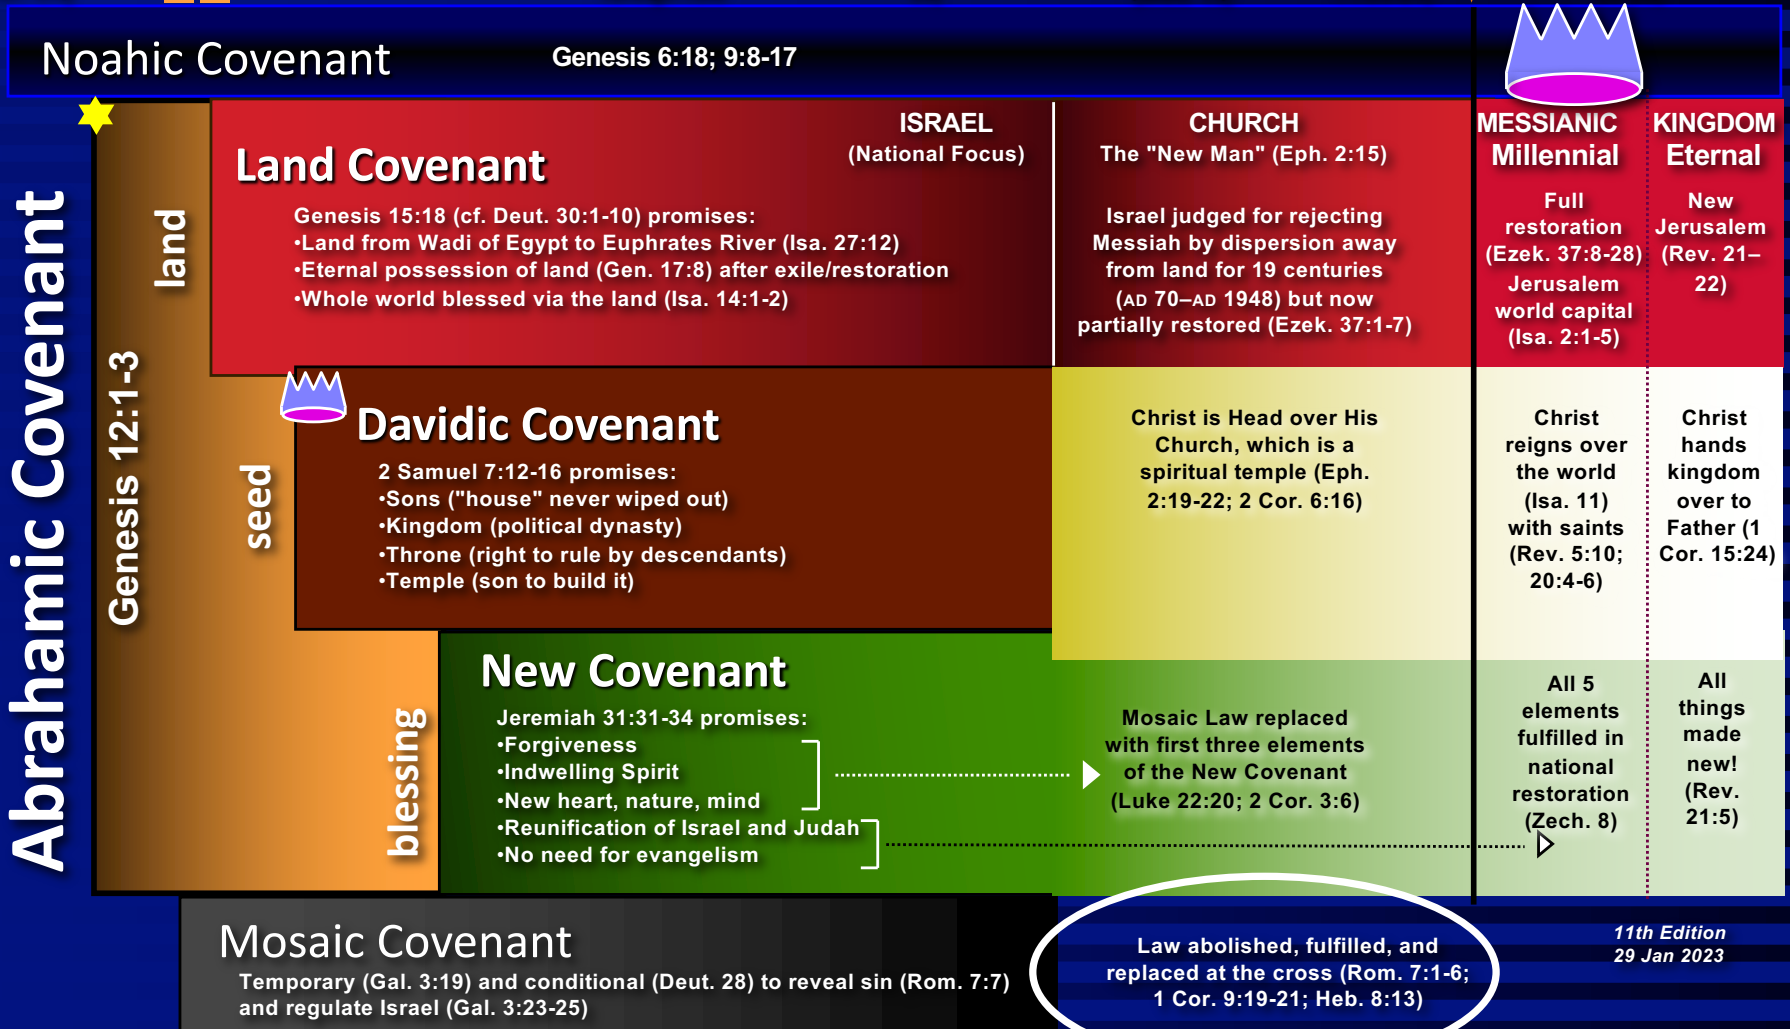 Noahic Covenant
Genesis 6:18; 9:8-17
Abrahamic Covenant
Genesis 12:1-3
land
seed
blessing
Land Covenant
ISRAEL
(National Focus)
Genesis 15:18 (cf. Deut. 30:1-10) promises:
•Land from Wadi of Egypt to Euphrates River (Isa. 27:12)
•Eternal possession of land (Gen. 17:8) after exile/restoration
•Whole world blessed via the land (Isa. 14:1-2)
CHURCH
The "New Man" (Eph. 2:15)
Israel judged for rejecting
Messiah by dispersion away
from land for 19 centuries
(AD 70–AD 1948) but now
partially restored (Ezek. 37:1-7)
MESSIANIC
Millennial
Full
restoration
(Ezek. 37:8-28)
Jerusalem
world capital
(Isa. 2:1-5)
KINGDOM
Eternal
New
Jerusalem
(Rev. 21–
22)
Davidic Covenant
2 Samuel 7:12-16 promises:
•Sons ("house" never wiped out)
•Kingdom (political dynasty)
•Throne (right to rule by descendants)
•Temple (son to build it)
Christ is Head over His
Church, which is a
spiritual temple (Eph.
2:19-22; 2 Cor. 6:16)
Christ
reigns over
the world
(Isa. 11)
with saints
(Rev. 5:10;
20:4-6)
Christ
hands
kingdom
over to
Father (1
Cor. 15:24)
New Covenant
Jeremiah 31:31-34 promises:
•Forgiveness
•Indwelling Spirit
•New heart, nature, mind
•Reunification of Israel and Judah
•No need for evangelism
Mosaic Law replaced
with first three elements
of the New Covenant
(Luke 22:20; 2 Cor. 3:6)
All 5
elements
fulfilled in
national
restoration
(Zech. 8)
All
things
made
new!
(Rev.
21:5)
Mosaic Covenant
Temporary (Gal. 3:19) and conditional (Deut. 28) to reveal sin (Rom. 7:7)
and regulate Israel (Gal. 3:23-25)
Law abolished, fulfilled, and
replaced at the cross (Rom. 7:1-6;
1 Cor. 9:19-21; Heb. 8:13)
11th Edition
29 Jan 2023